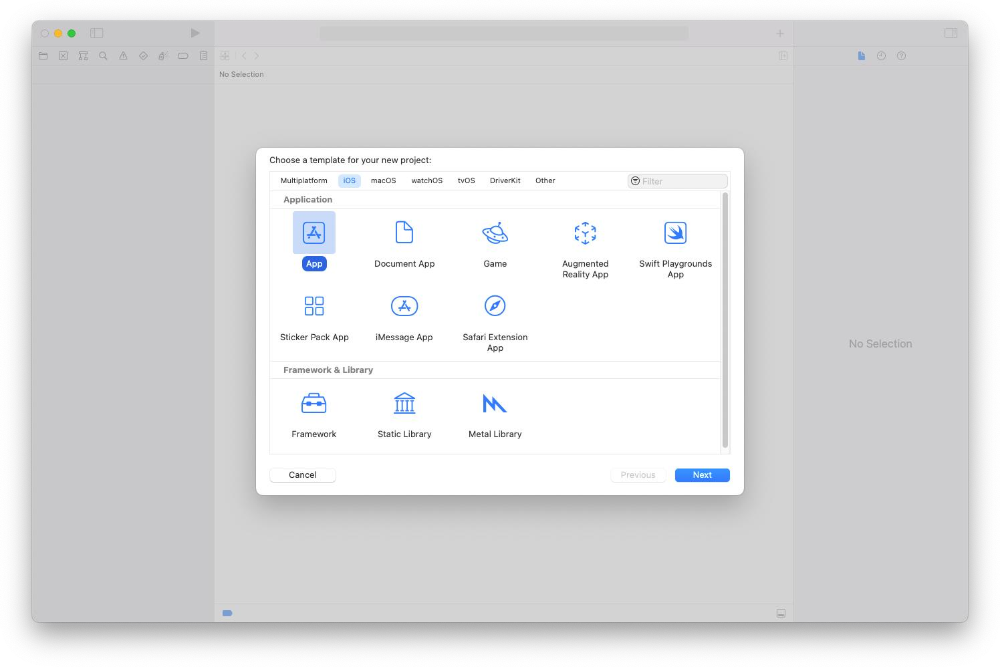 No Selection
Choose a template for your new project:
Multiplatform iOS macOS watchOS tvOS DriverKit Other Filter
Application
App Document App Game Augmented Reality App Swift Playgrounds App
Sticker Pack App iMessage App Safari Extension App
No Selection
Framework & Library
Framework Static Library Metal Library
Cancel Previous Next